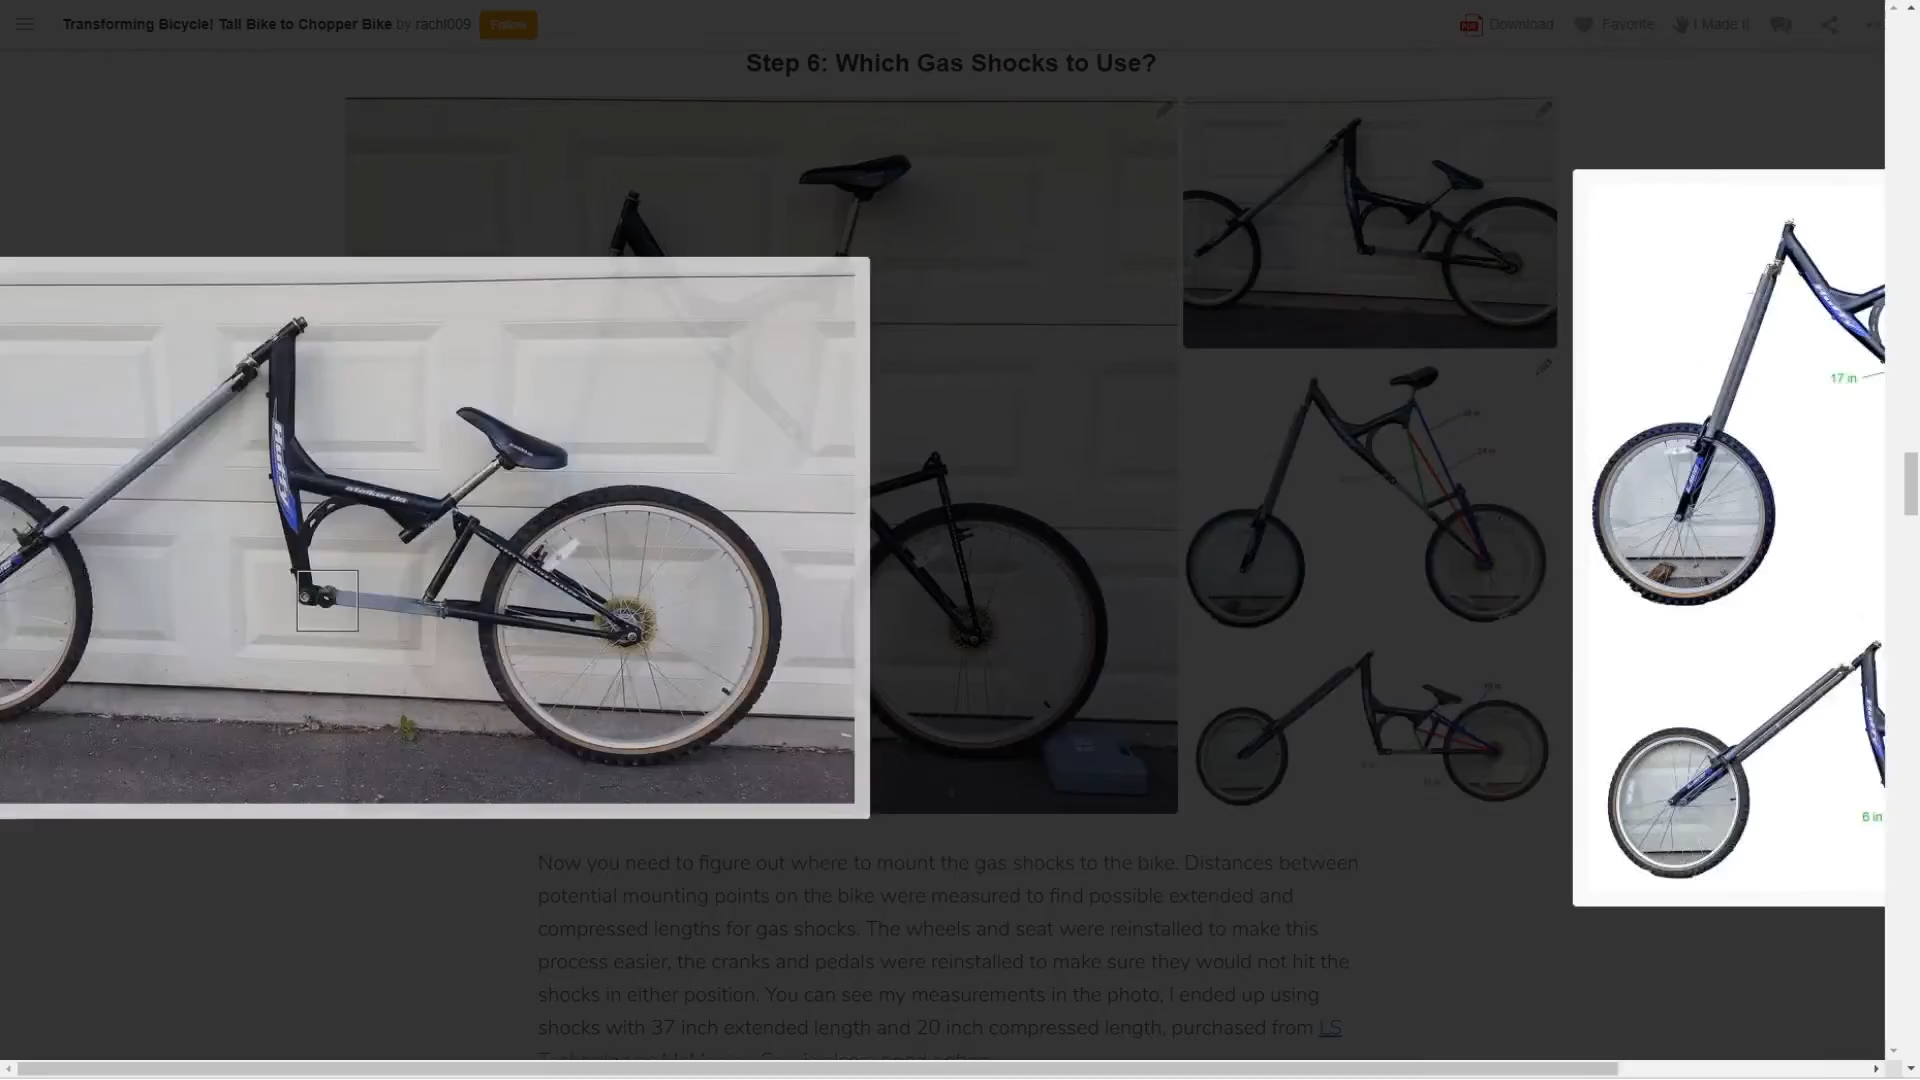 Transforming Bicycle! Tall Bike to Chopper Bike by rachl009
Follow
Download
Favorite
I Made It
Step 6: Which Gas Shocks to Use?
Huffy
stalker ds
17 in
6 in
Now you need to figure out where to mount the gas shocks to the bike. Distances between
potential mounting points on the bike were measured to find possible extended and
compressed lengths for gas shocks. The wheels and seat were reinstalled to make this
process easier, the cranks and pedals were reinstalled to make sure they would not hit the
shocks in either position. You can see my measurements in the photo, I ended up using
shocks with 37 inch extended length and 20 inch compressed length, purchased from LS